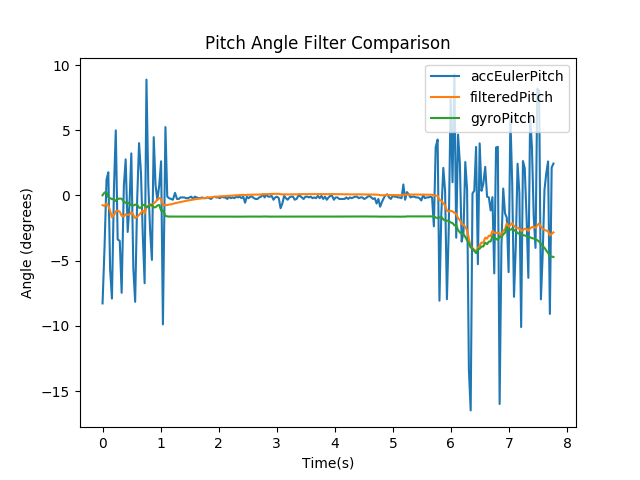 Pitch Angle Filter Comparison
accEulerPitch
filteredPitch
gyroPitch
Angle (degrees)
10
5
0
−5
−10
−15
0 1 2 3 4 5 6 7 8
Time(s)